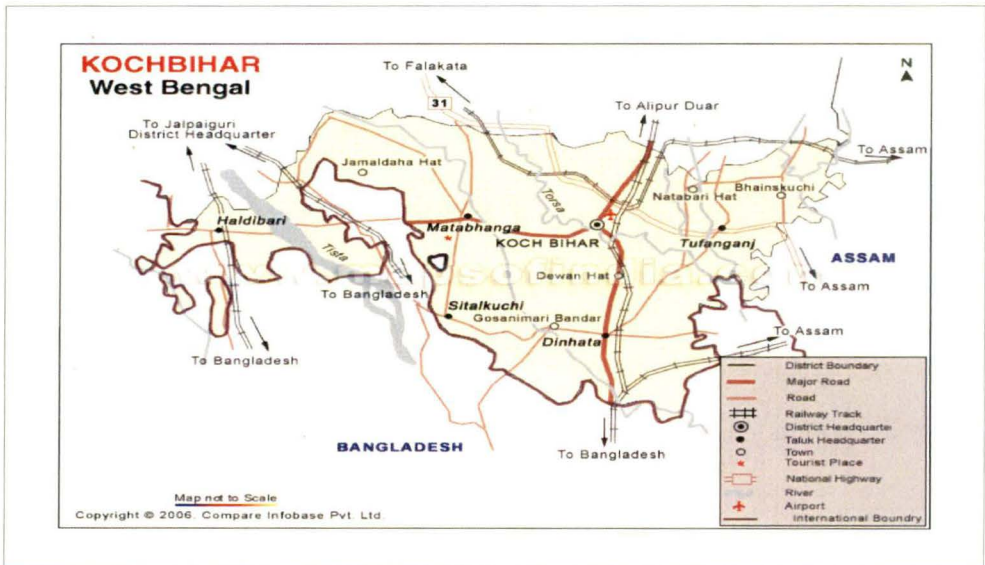 KOCHBIHAR
West Bengal
To Falakata
N
31
To Alipur Duar
To Jalpaiguri
District Headquarter
To Assam
Jamaldaha Hat
Torsa
Natabari Hat
Bhainskuchi
Haldibari
Matabhanga
KOCH BIHAR
Tufanganj
Tista
ASSAM
Dewan Hat
To Bangladesh
To Assam
Sitalkuchi
Gosanimari Bandar
To Assam
Dinhata
To Bangladesh
District Boundary
Major Road
Road
Railway Track
District Headquarte
Taluk Headquarter
Town
Tourist Place
National Highway
River
Airport
International Boundry
BANGLADESH
To Bangladesh
Map not to Scale
Copyright © 2006. Compare Infobase Pvt. Ltd.